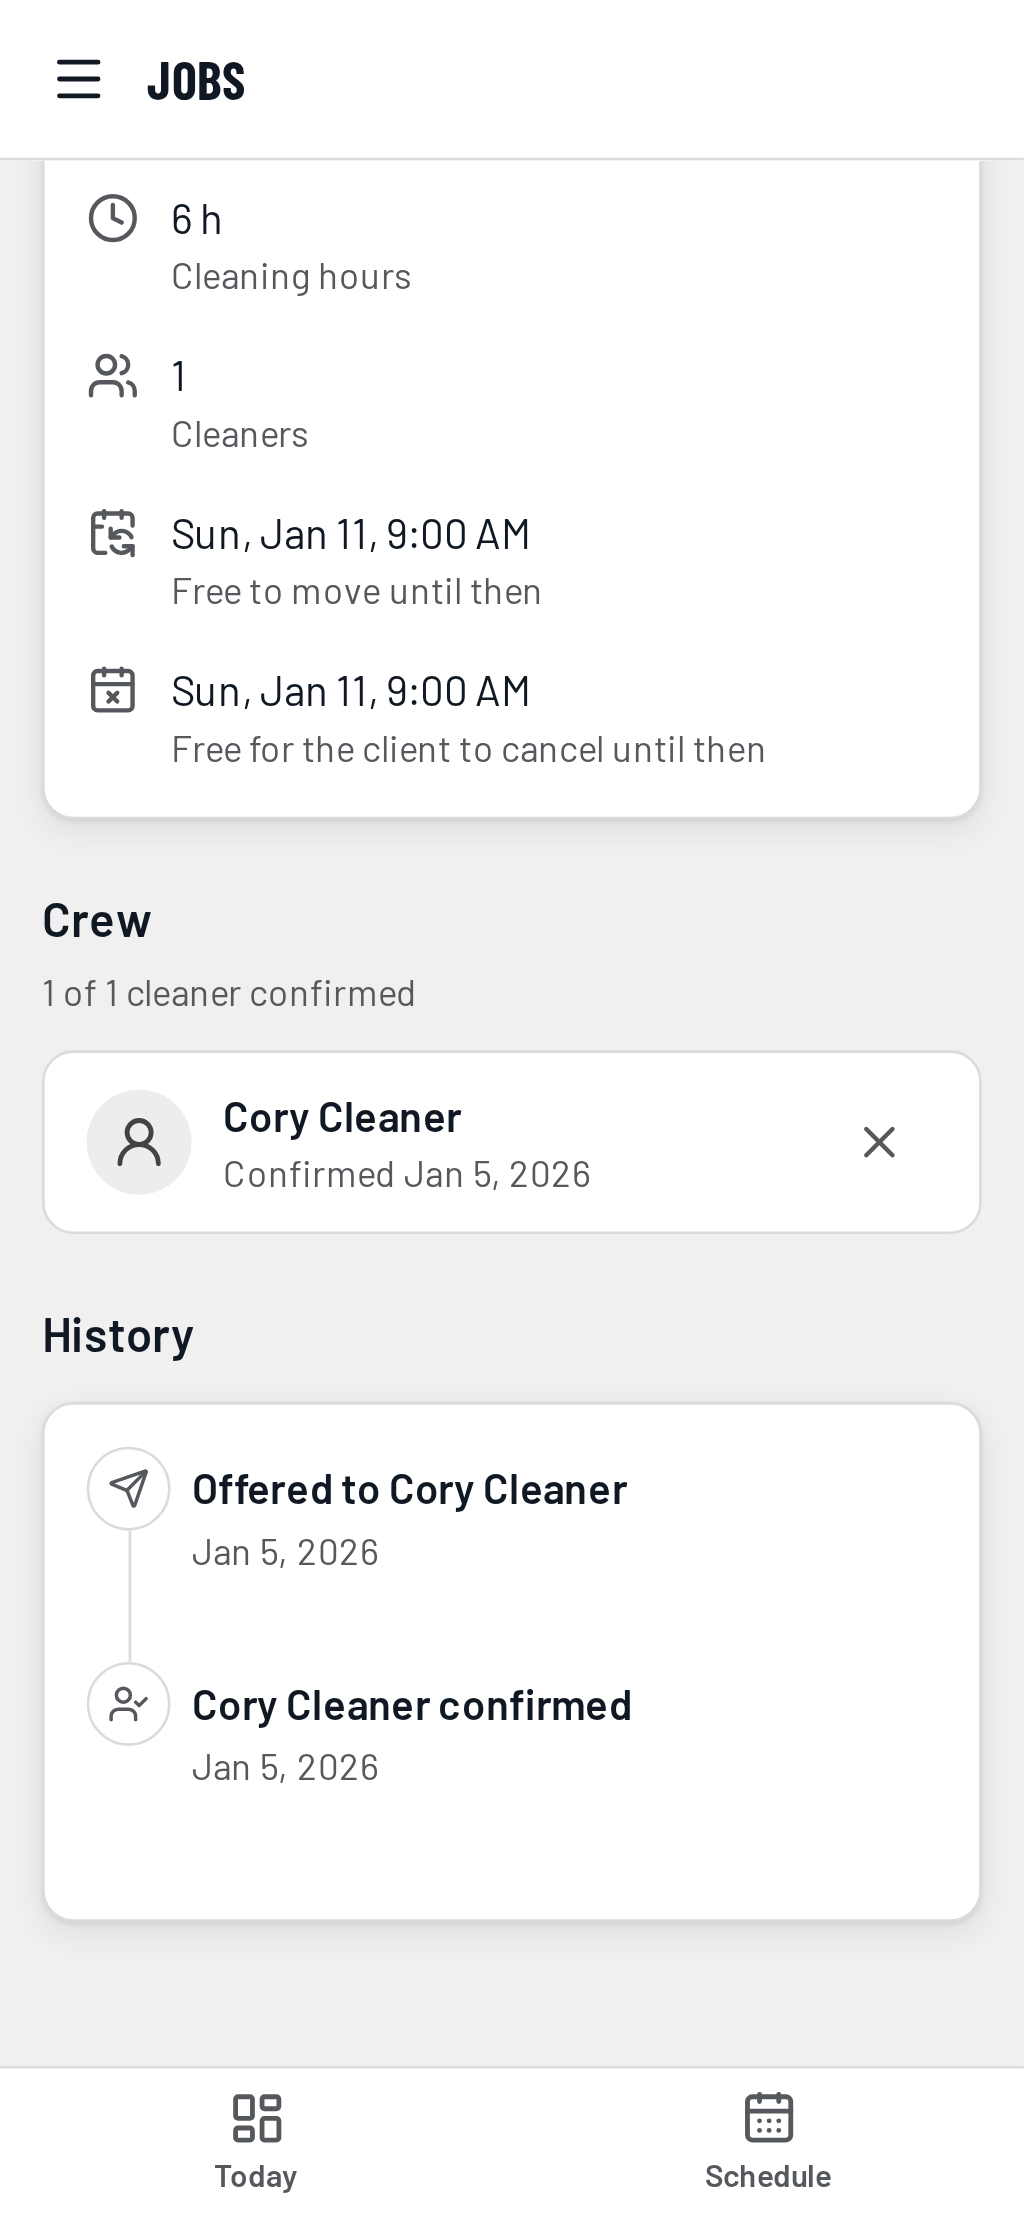 JOBS
6 h
Cleaning hours
1
Cleaners
Sun, Jan 11, 9:00 AM
Free to move until then
Sun, Jan 11, 9:00 AM
Free for the client to cancel until then
Crew
1 of 1 cleaner confirmed
Cory Cleaner
Confirmed Jan 5, 2026
History
Offered to Cory Cleaner
Jan 5, 2026
Cory Cleaner confirmed
Jan 5, 2026
Today
Schedule